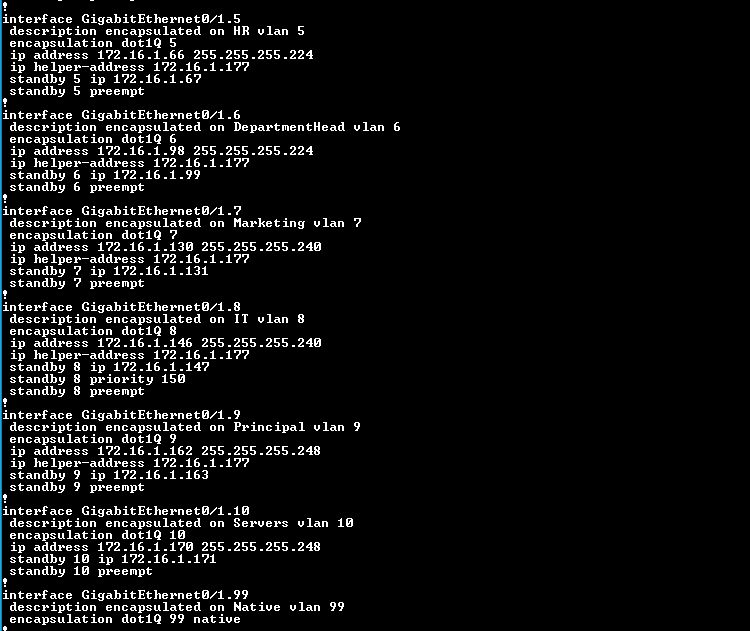 !
interface GigabitEthernet0/1.5
 description encapsulated on HR vlan 5
 encapsulation dot1Q 5
 ip address 172.16.1.66 255.255.255.224
 ip helper-address 172.16.1.177
 standby 5 ip 172.16.1.67
 standby 5 preempt
!
interface GigabitEthernet0/1.6
 description encapsulated on DepartmentHead vlan 6
 encapsulation dot1Q 6
 ip address 172.16.1.98 255.255.255.224
 ip helper-address 172.16.1.177
 standby 6 ip 172.16.1.99
 standby 6 preempt
!
interface GigabitEthernet0/1.7
 description encapsulated on Marketing vlan 7
 encapsulation dot1Q 7
 ip address 172.16.1.130 255.255.255.240
 ip helper-address 172.16.1.177
 standby 7 ip 172.16.1.131
 standby 7 preempt
!
interface GigabitEthernet0/1.8
 description encapsulated on IT vlan 8
 encapsulation dot1Q 8
 ip address 172.16.1.146 255.255.255.240
 ip helper-address 172.16.1.177
 standby 8 ip 172.16.1.147
 standby 8 priority 150
 standby 8 preempt
!
interface GigabitEthernet0/1.9
 description encapsulated on Principal vlan 9
 encapsulation dot1Q 9
 ip address 172.16.1.162 255.255.255.248
 ip helper-address 172.16.1.177
 standby 9 ip 172.16.1.163
 standby 9 preempt
!
interface GigabitEthernet0/1.10
 description encapsulated on Servers vlan 10
 encapsulation dot1Q 10
 ip address 172.16.1.170 255.255.255.248
 standby 10 ip 172.16.1.171
 standby 10 preempt
!
interface GigabitEthernet0/1.99
 description encapsulated on Native vlan 99
 encapsulation dot1Q 99 native
!